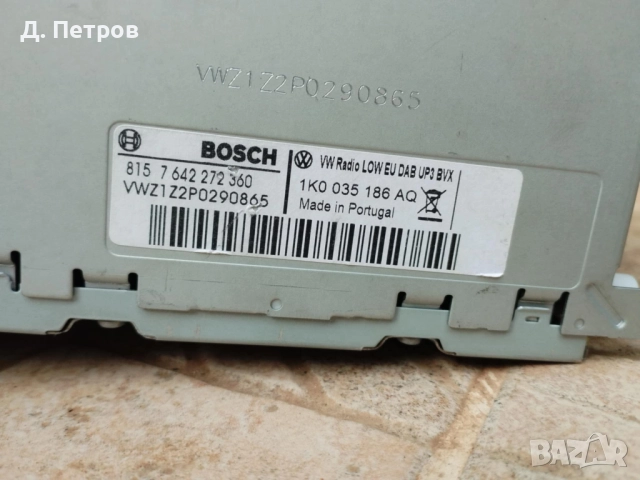 Д. Петров
VWZ1Z2P0290865
BOSCH
815 7 642 272 360
VWZ1Z2P0290865
VW Radio LOW EU DAB UP3 BVX
1K0 035 186 AQ
Made in Portugal
BAZAR